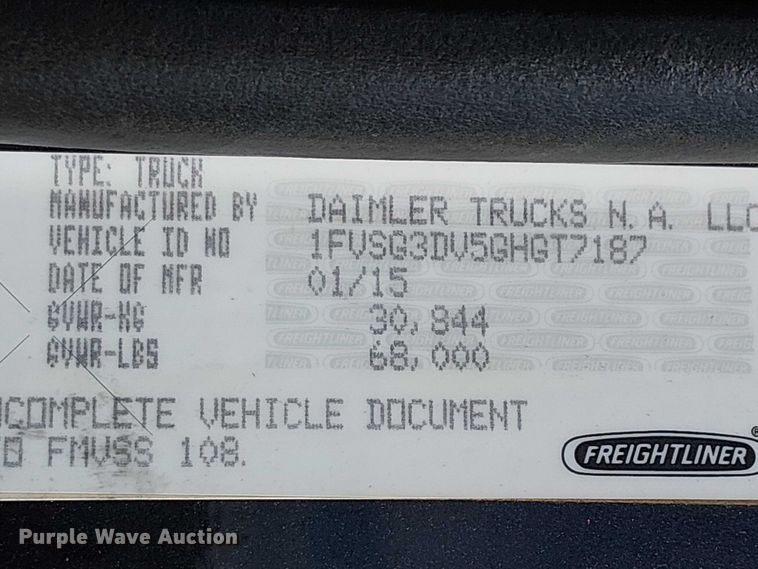 TYPE: TRUCK
MANUFACTURED BY DAIMLER TRUCKS N.A. LLC
VEHICLE ID NO 1FVSG3DV5GHGT7187
DATE OF MFR 01/15
GVWR-KG 30,844
GVWR-LBS 68,000
NCOMPLETE VEHICLE DOCUMENT
FMVSS 108.
FREIGHTLINER®
Purple Wave Auction